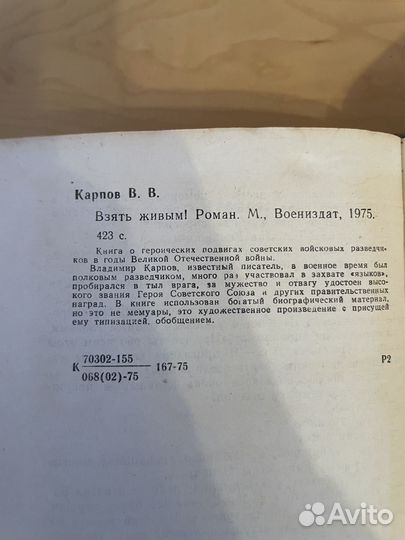 Карпов В. В.
Взять живым! Роман. М., Воениздат, 1975.
423 с.
Книга о героических подвигах советских войсковых разведчи-
ков в годы Великой Отечественной войны.
Владимир Карпов, известный писатель, в военное время был
полковым разведчиком, много раз участвовал в захвате «языков»,
пробирался в тыл врага, за мужество и отвагу удостоен высо-
кого звания Героя Советского Союза и других правительственных
наград. В книге использован богатый биографический материал,
но это не мемуары, это художественное произведение с присущей
ему типизацией, обобщением.
К 70302-155 167-75 Р2
068(02)-75
Avito